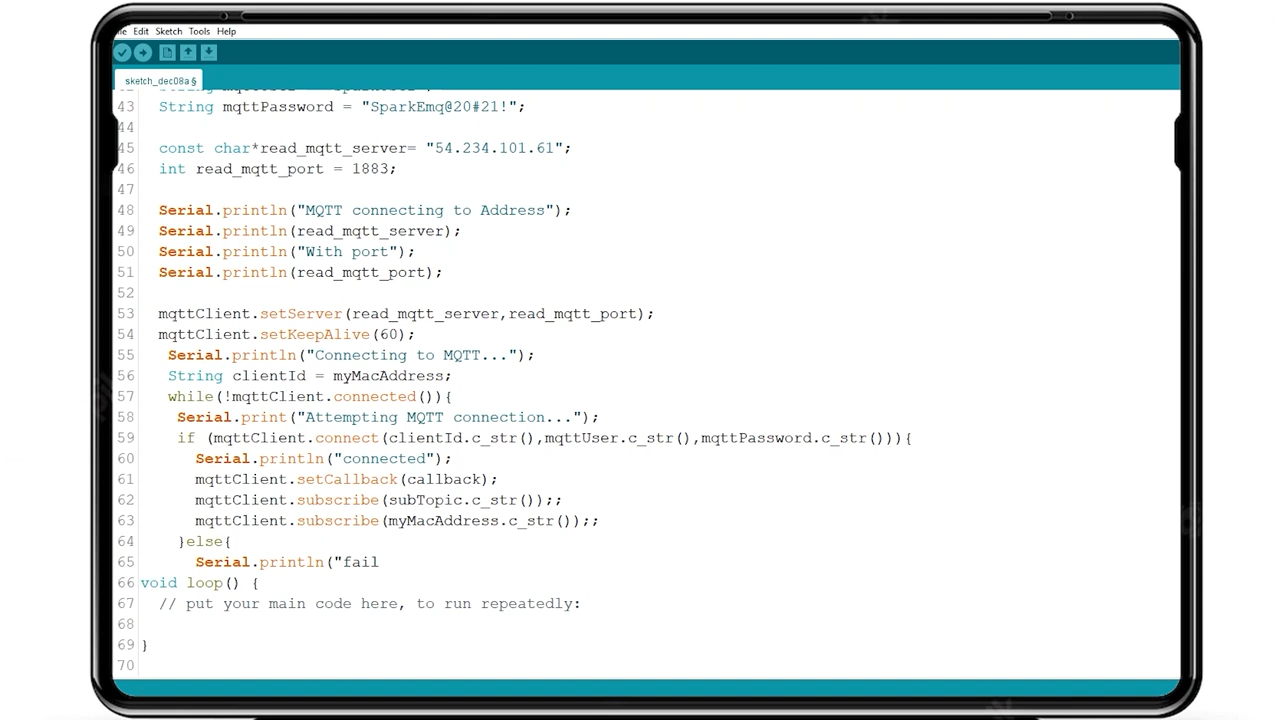 Edit Sketch Tools Help
sketch_dec08a §
43 String mqttPassword = "SparkEmq@20#21!";
44
45 const char*read_mqtt_server= "54.234.101.61";
46 int read_mqtt_port = 1883;
47
48 Serial.println("MQTT connecting to Address");
49 Serial.println(read_mqtt_server);
50 Serial.println("With port");
51 Serial.println(read_mqtt_port);
52
53 mqttClient.setServer(read_mqtt_server,read_mqtt_port);
54 mqttClient.setKeepAlive(60);
55 Serial.println("Connecting to MQTT...");
56 String clientId = myMacAddress;
57 while(!mqttClient.connected()){
58 Serial.print("Attempting MQTT connection...");
59 if (mqttClient.connect(clientId.c_str(),mqttUser.c_str(),mqttPassword.c_str())){
60 Serial.println("connected");
61 mqttClient.setCallback(callback);
62 mqttClient.subscribe(subTopic.c_str());;
63 mqttClient.subscribe(myMacAddress.c_str());;
64 }else{
65 Serial.println("fail
66 void loop() {
67 // put your main code here, to run repeatedly:
68
69 }
70